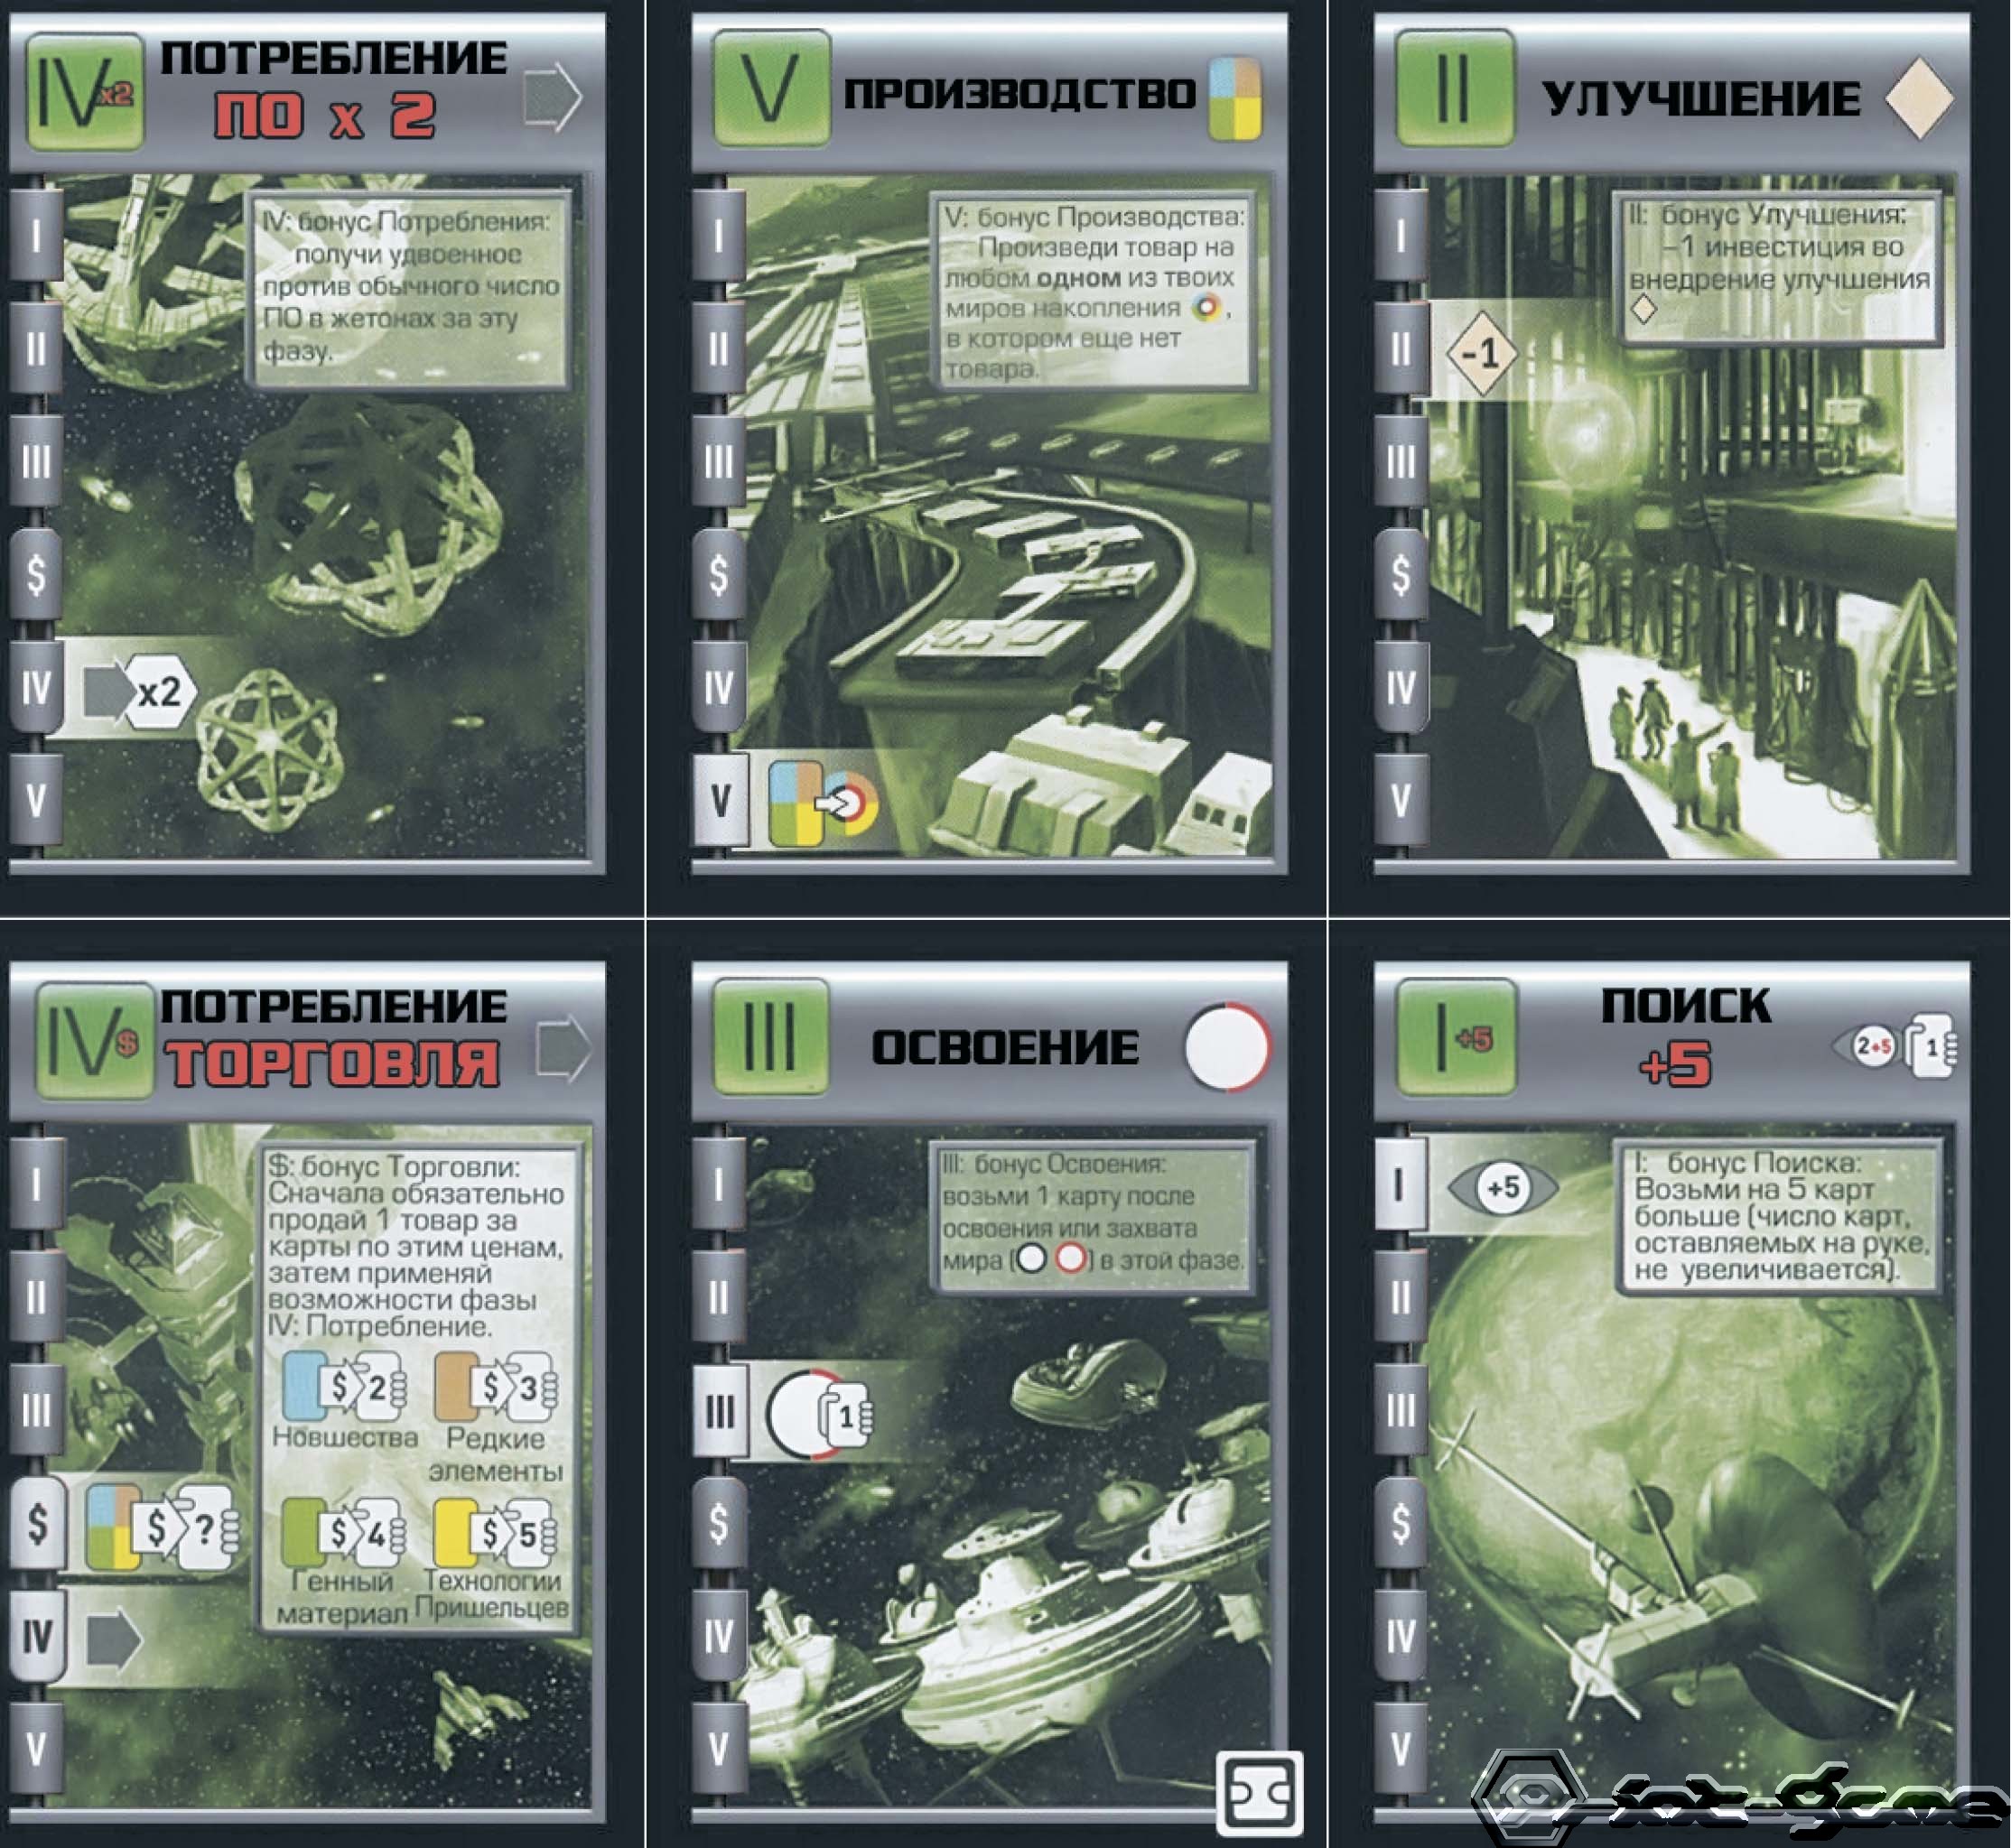 IV x2
ПОТРЕБЛЕНИЕ
ПО х 2
IV: бонус Потребления:
получи удвоенное
против обычного число
ПО в жетонах за эту
фазу.
I
II
III
$
IV
x2
V
V
ПРОИЗВОДСТВО
V: бонус Производства:
Произведи товар на
любом одном из твоих
миров накопления ,
в котором еще нет
товара.
I
II
III
$
IV
V
II
УЛУЧШЕНИЕ
II: бонус Улучшения:
–1 инвестиция во
внедрение улучшения
I
II
-1
III
$
IV
V
IV $
ПОТРЕБЛЕНИЕ
ТОРГОВЛЯ
$: бонус Торговли:
Сначала обязательно
продай 1 товар за
карты по этим ценам,
затем применяй
возможности фазы
IV: Потребление.
$ 2 $ 3
Новшества Редкие
элементы
$ 4 $ 5
Генный Технологии
материал Пришельцев
I
II
III
$
$ ?
IV
V
III
ОСВОЕНИЕ
III: бонус Освоения:
возьми 1 карту после
освоения или захвата
мира ( ) в этой фазе.
I
II
III
1
$
IV
V
I +5
ПОИСК
+5
2+5 1
I: бонус Поиска:
Возьми на 5 карт
больше (число карт,
оставляемых на руке,
не увеличивается).
I
+5
II
III
$
IV
V